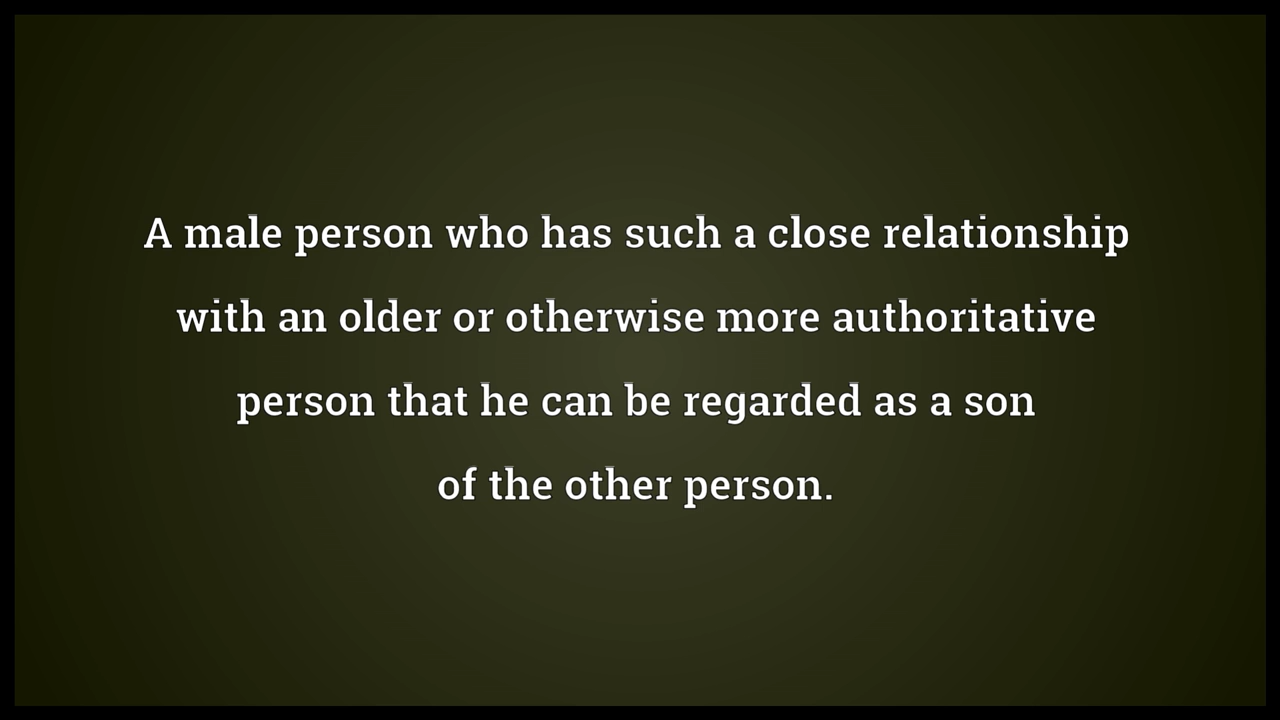 A male person who has such a close relationship
with an older or otherwise more authoritative
person that he can be regarded as a son
of the other person.